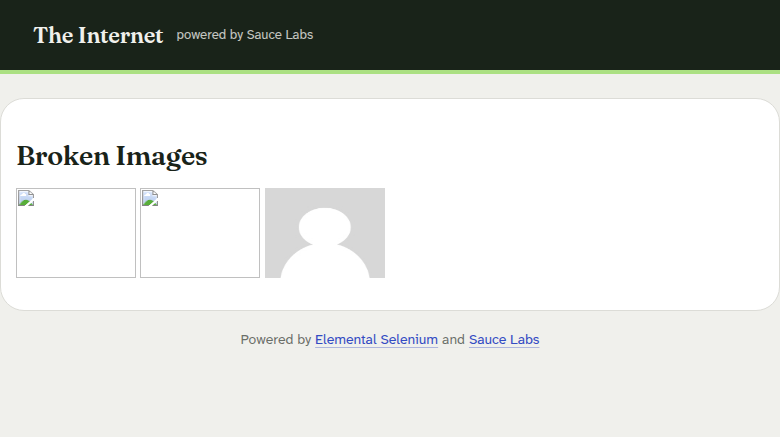 The Internet powered by Sauce Labs
Broken Images
Powered by Elemental Selenium and Sauce Labs